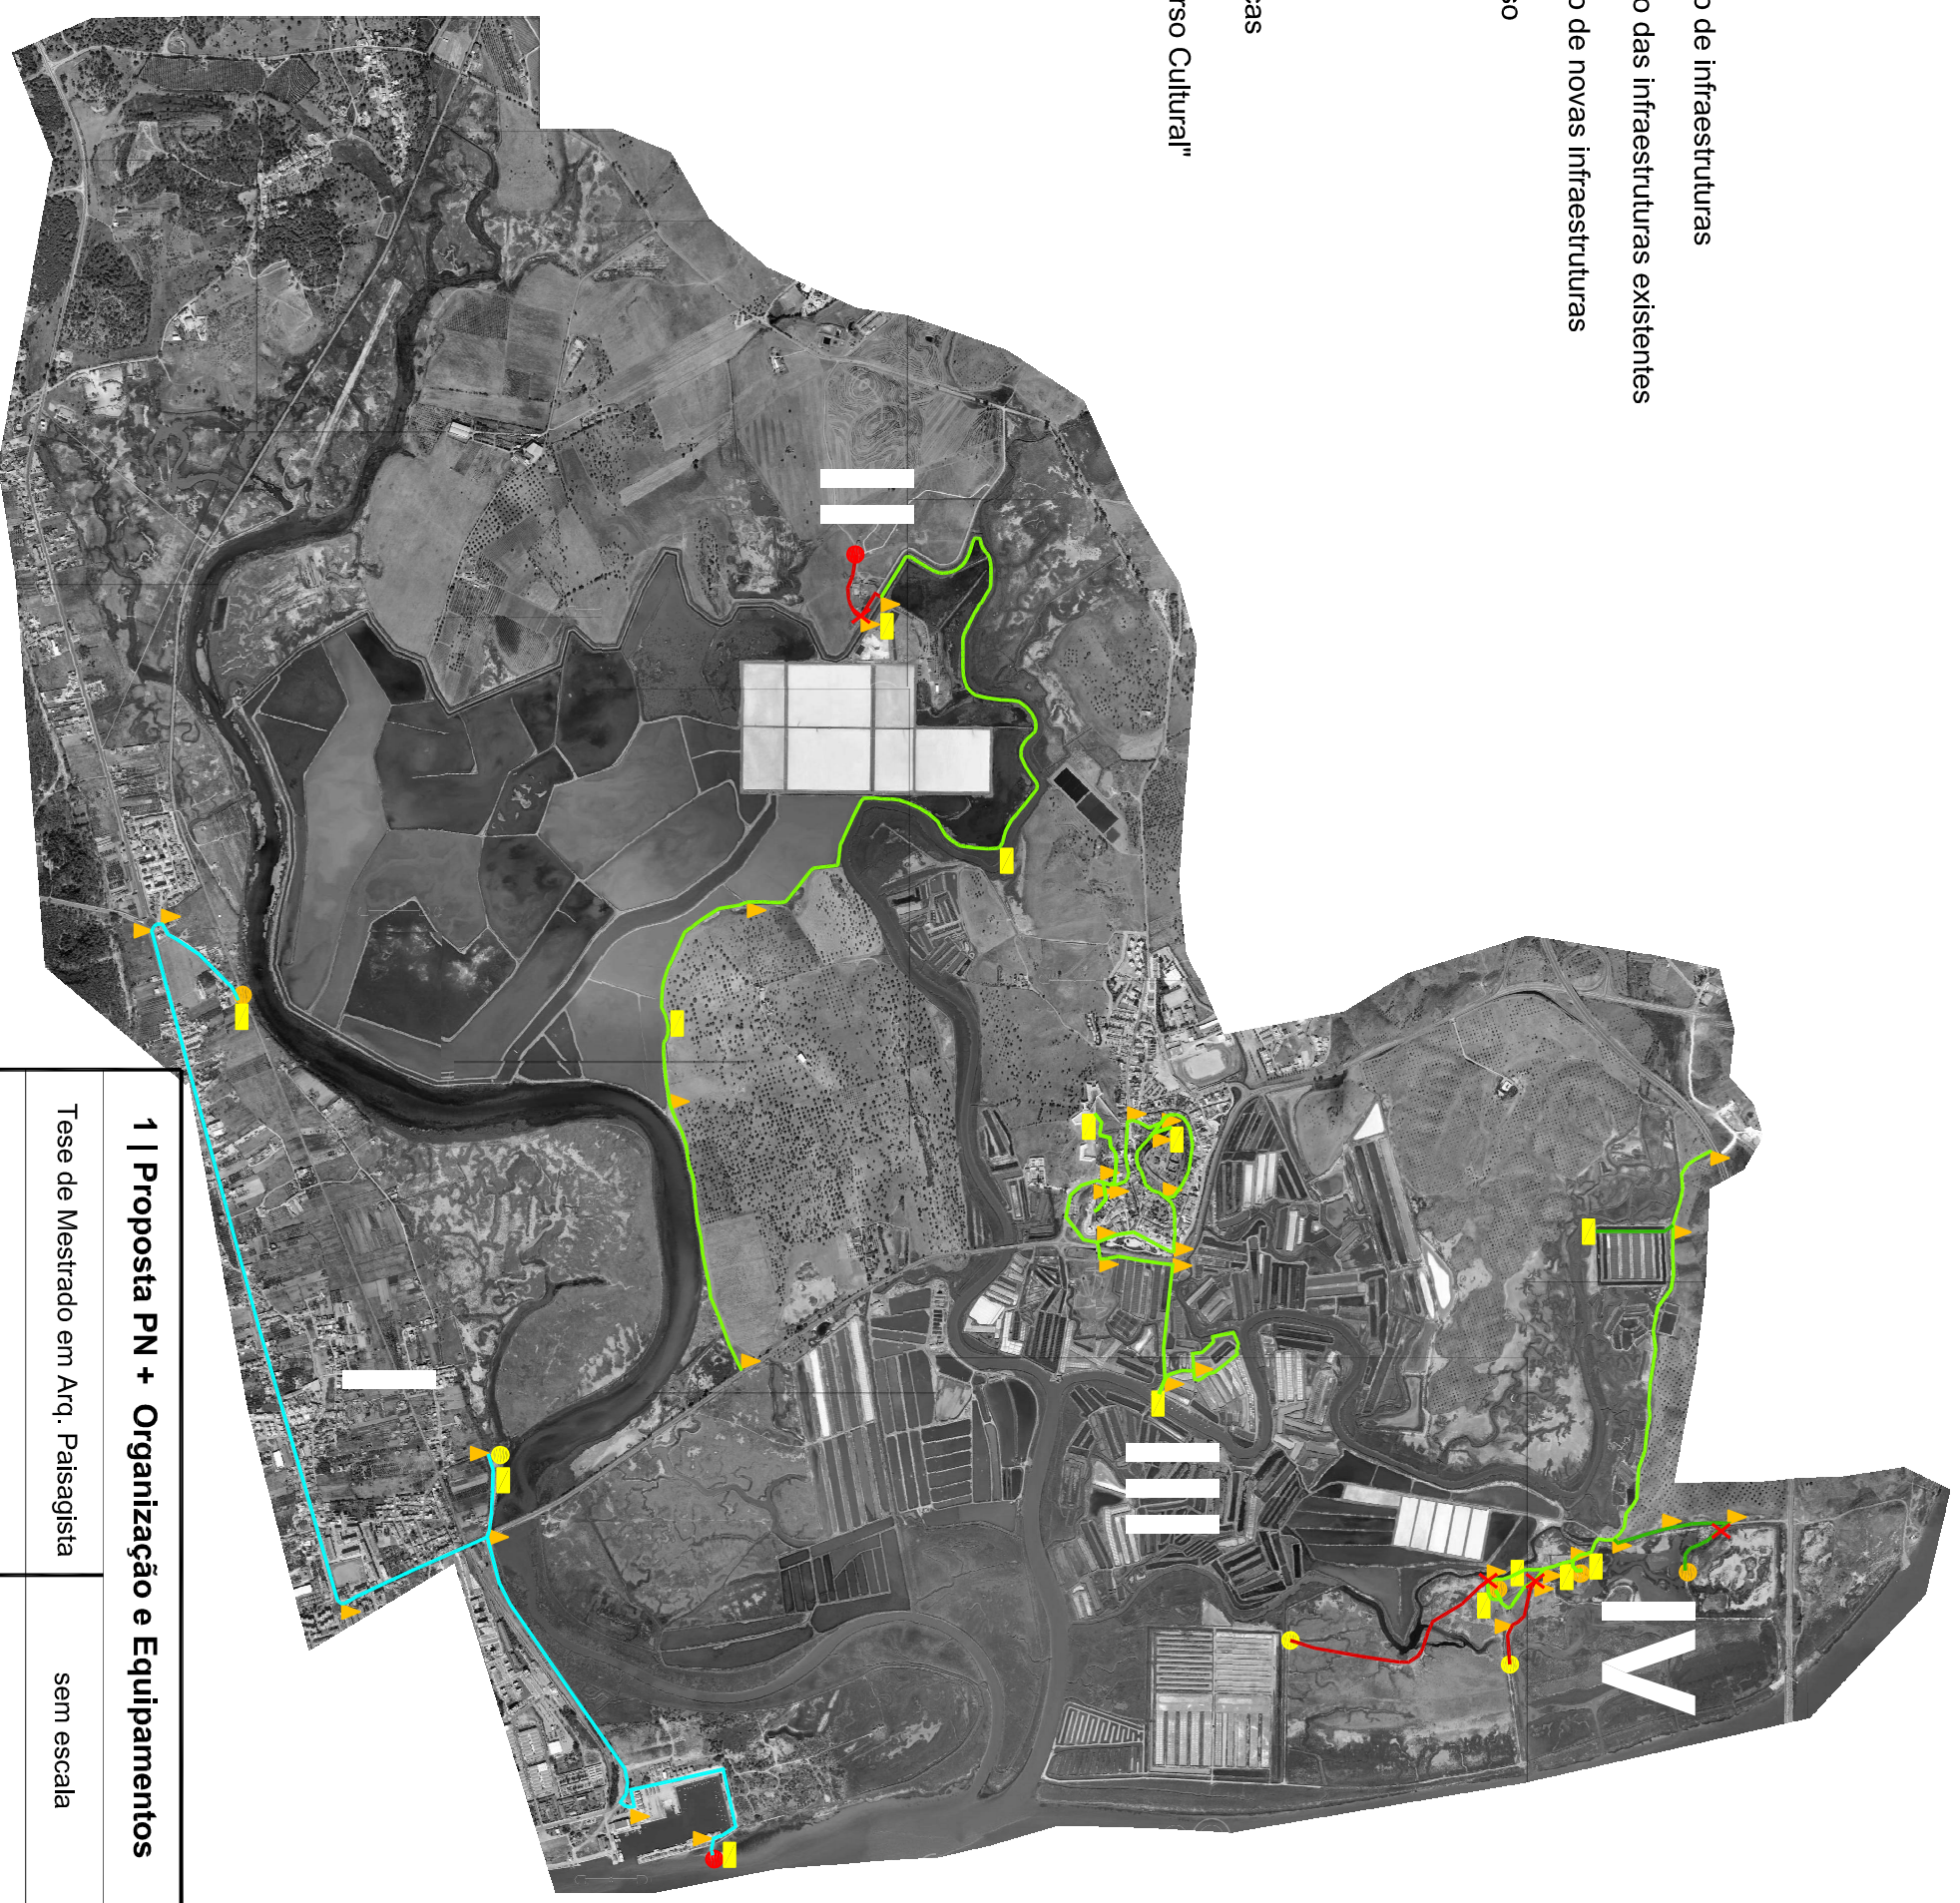 o de infraestruturas
o das infraestruturas existentes
o de novas infraestruturas
so
cas
rso Cultural"
II
I
III
IV
1 | Proposta PN + Organização e Equipamentos
Tese de Mestrado em Arq. Paisagista
sem escala